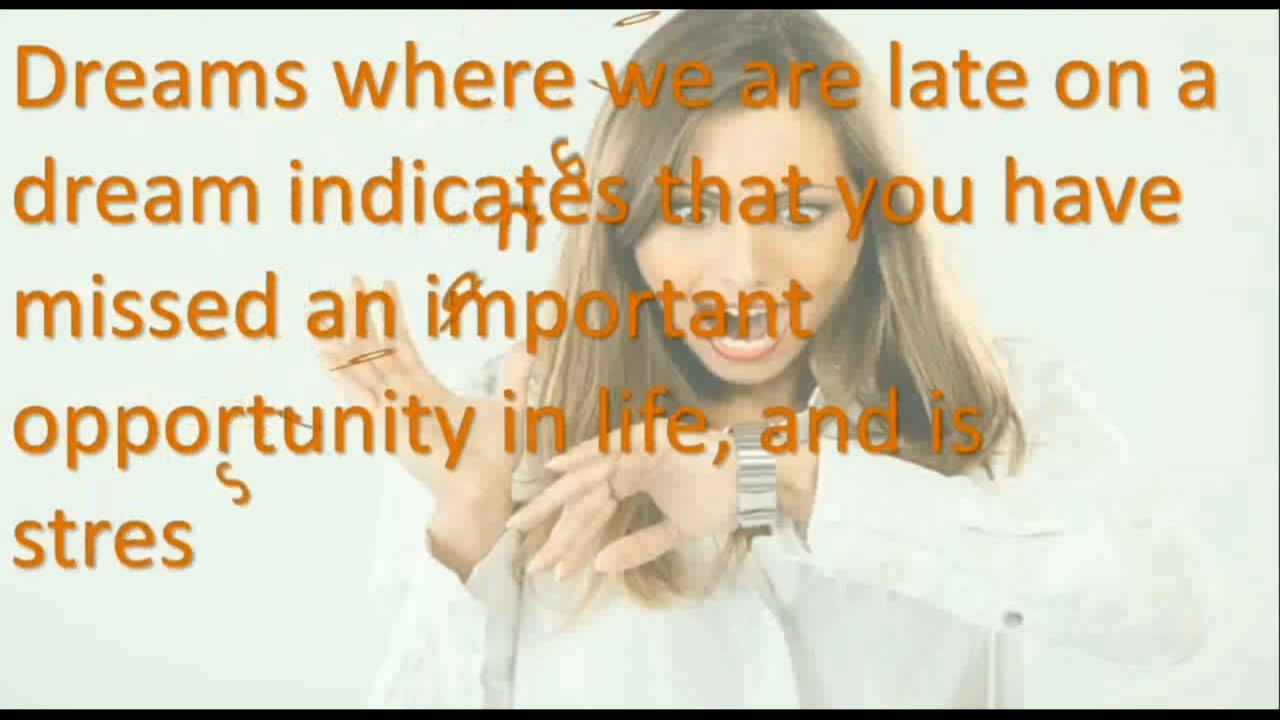 Dreams where we are late on a
dream indicates that you have
missed an important
opportunity in life, and is
stres